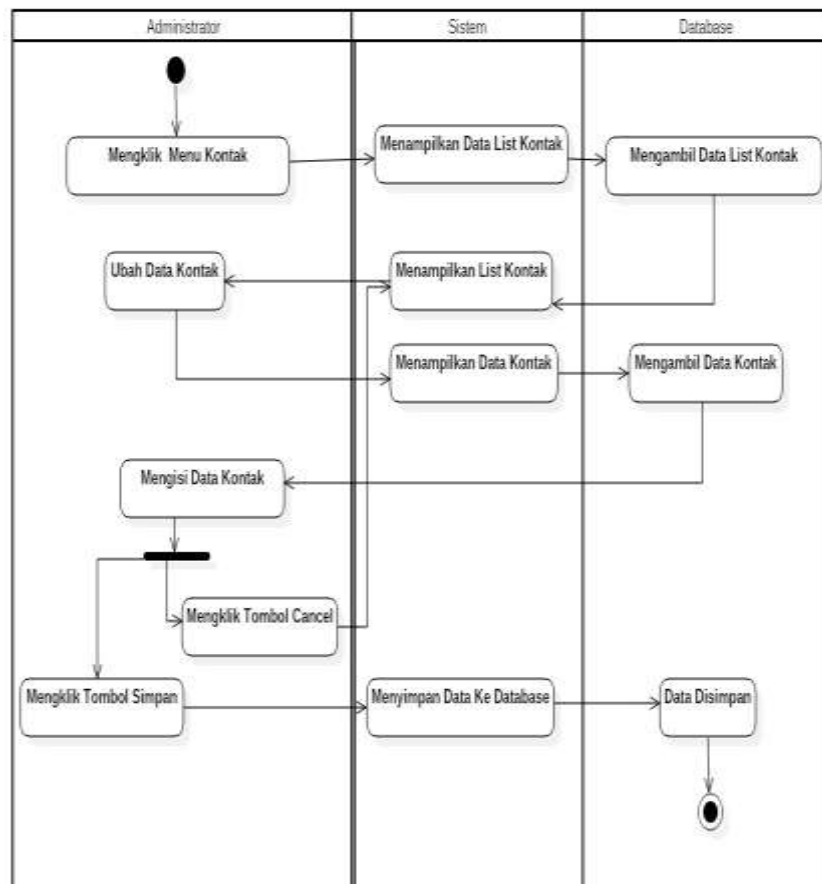 Administrator
Sistem
Database
Mengklik Menu Kontak
Menampilkan Data List Kontak
Mengambil Data List Kontak
Ubah Data Kontak
Menampilkan List Kontak
Menampilkan Data Kontak
Mengambil Data Kontak
Mengisi Data Kontak
Mengklik Tombol Cancel
Mengklik Tombol Simpan
Menyimpan Data Ke Database
Data Disimpan